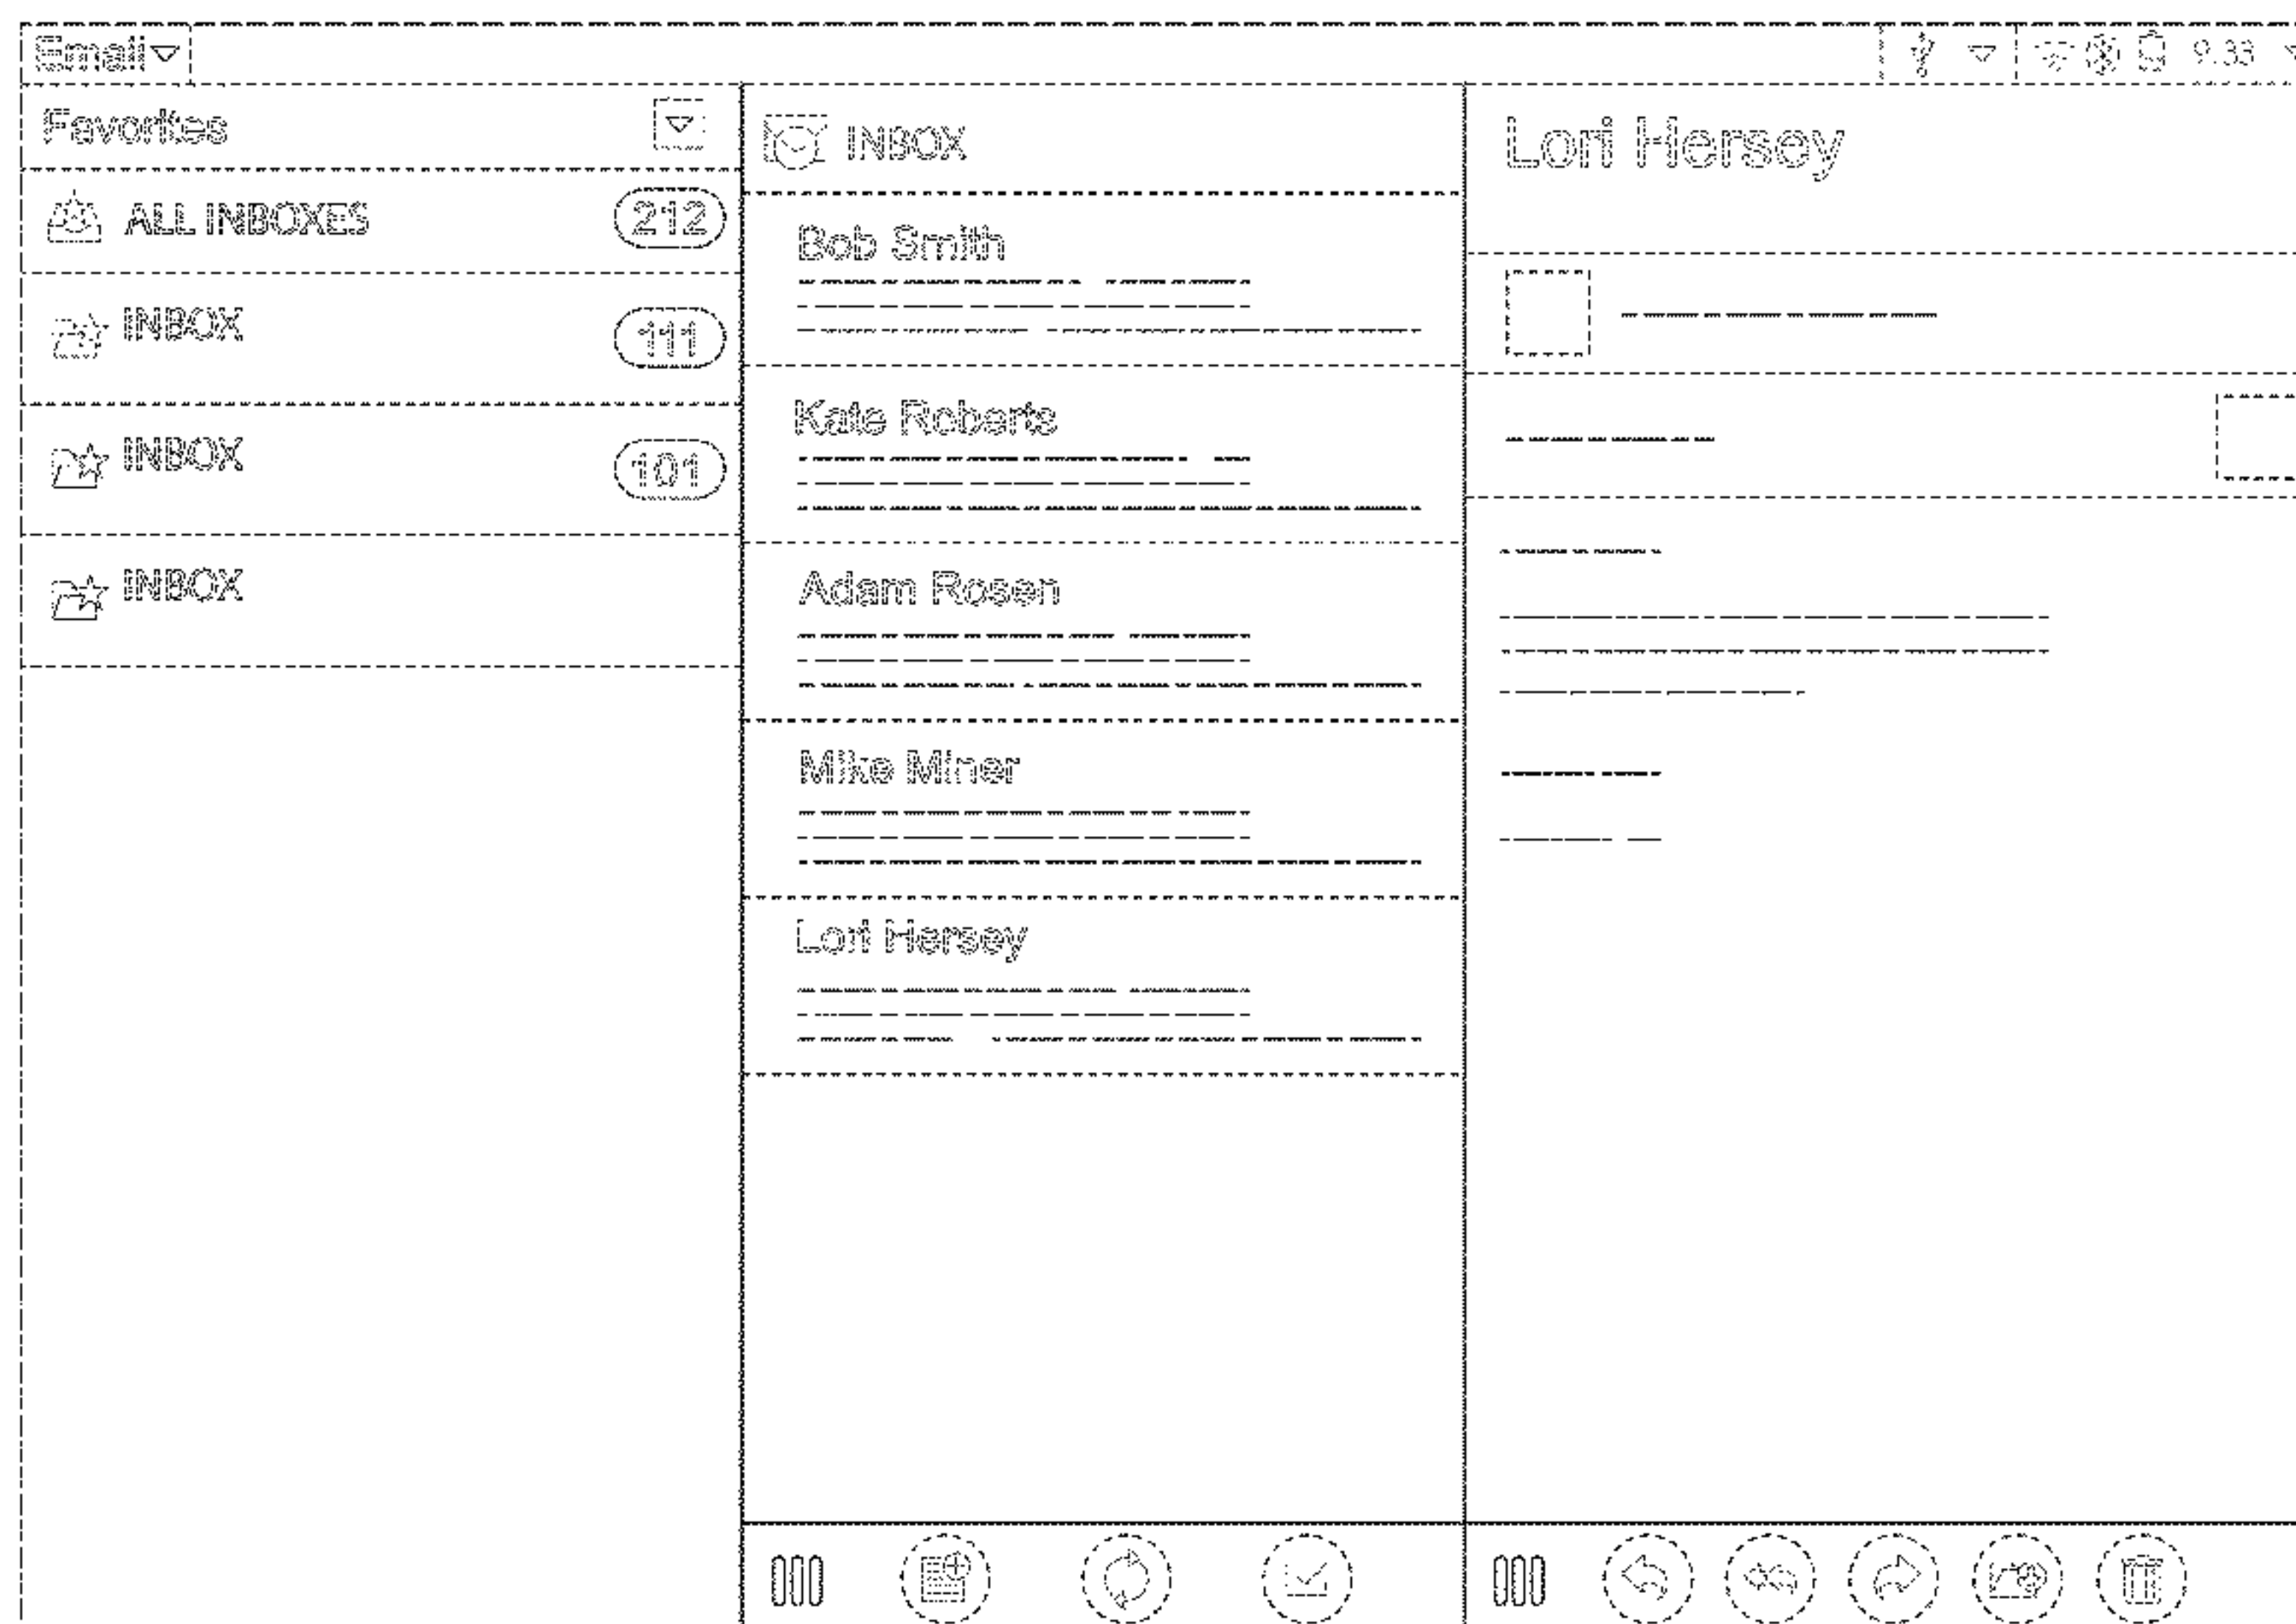 Email
9:33
Favorites
ALL INBOXES 212
INBOX 111
INBOX 101
INBOX
INBOX
Bob Smith
Kate Roberts
Adam Rosen
Mike Miner
Lori Hersey
Lori Hersey